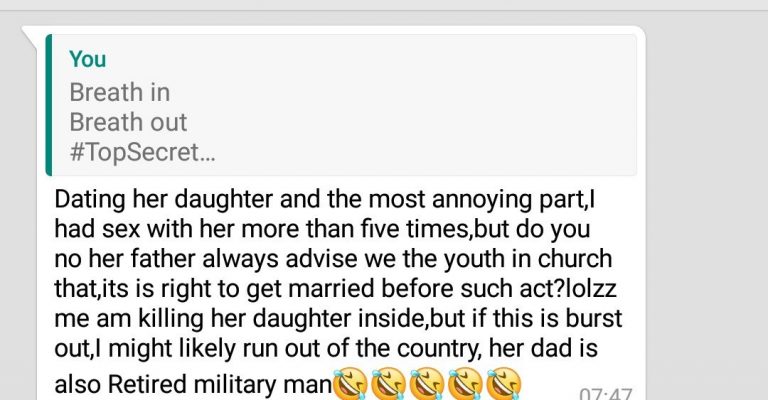 You
Breath in
Breath out
#TopSecret...
Dating her daughter and the most annoying part,I
had sex with her more than five times,but do you
no her father always advise we the youth in church
that,its is right to get married before such act?lolzz
me am killing her daughter inside,but if this is burst
out,I might likely run out of the country, her dad is
also Retired military man🤣🤣🤣🤣🤣
07:47